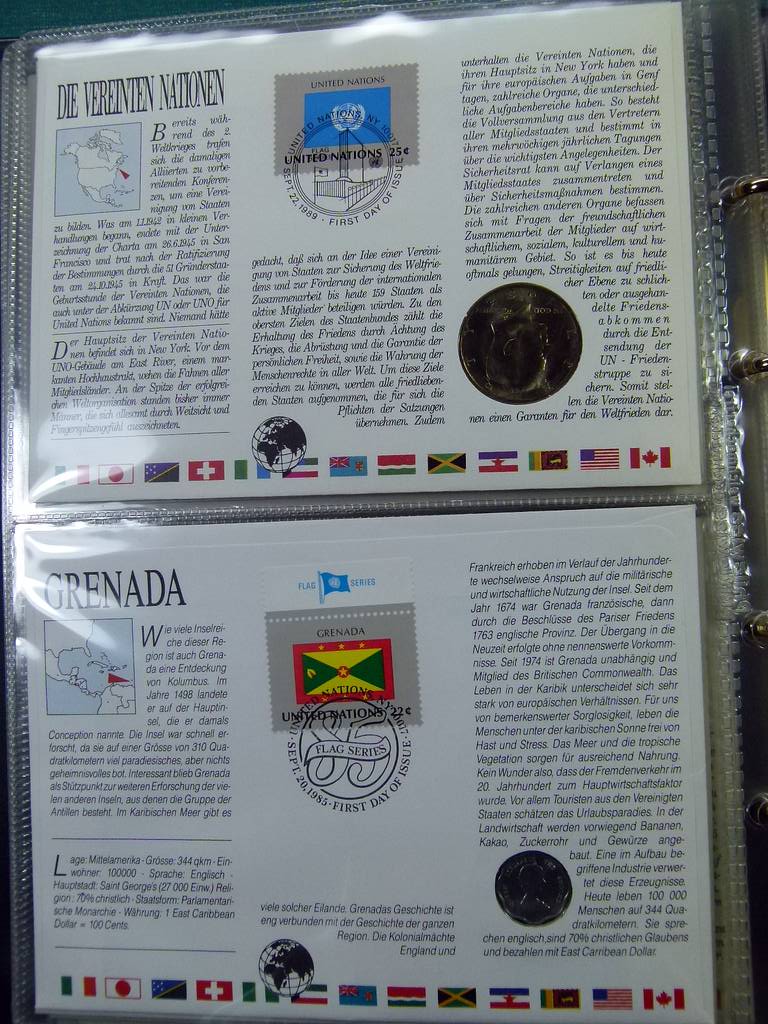 DIE VEREINTEN NATIONEN
Bereits wäh-
rend des 2.
Weltkrieges trafen
sich die damaligen
Alliierten zu vorbe-
reitenden Konferen-
zen, um eine Verei-
nigung von Staaten
zu bilden. Was am 1.1.1942 in kleinen Ver-
handlungen begann, endete mit der Unter-
zeichnung der Charta am 26.6.1945 in San
Francisco und trat nach der Ratifizierung
der Bestimmungen durch die 51 Gründerstaa-
ten am 24.10.1945 in Kraft. Das war die
Geburtsstunde der Vereinten Nationen, die
auch unter der Abkürzung UN oder UNO für
United Nations bekannt sind. Niemand hätte
Der Hauptsitz der Vereinten Natio-
nen befindet sich in New York. Vor dem
UNO-Gebäude am East River, einem mar-
kanten Hochhaustrakt, wehen die Fahnen aller
Mitgliedsländer. An der Spitze der erfolgrei-
chen Weltorganisation standen bisher immer
Männer, die sich allesamt durch Weitsicht und
Fingerspitzengefühl auszeichneten.
UNITED NATIONS
FLAG
UNITED NATIONS 25¢
UNITED NATIONS, NY 10017
SEPT. 22, 1989 · FIRST DAY OF ISSUE
gedacht, daß sich an der Idee einer Vereini-
gung von Staaten zur Sicherung des Weltfrie-
dens und zur Förderung der internationalen
Zusammenarbeit bis heute 159 Staaten als
aktive Mitglieder beteiligen würden. Zu den
obersten Zielen des Staatenbundes zählt die
Erhaltung des Friedens durch Achtung des
Krieges, die Abrüstung und die Garantie der
persönlichen Freiheit, sowie die Wahrung der
Menschenrechte in aller Welt. Um diese Ziele
erreichen zu können, werden alle friedlieben-
den Staaten aufgenommen, die für sich die
Pflichten der Satzungen
übernehmen. Zudem
unterhalten die Vereinten Nationen, die
ihren Hauptsitz in New York haben und
für ihre europäischen Aufgaben in Genf
tagen, zahlreiche Organe, die unterschied-
liche Aufgabenbereiche haben. So besteht
die Vollversammlung aus den Vertretern
aller Mitgliedsstaaten und bestimmt in
ihren mehrwöchigen jährlichen Tagungen
über die wichtigsten Angelegenheiten. Der
Sicherheitsrat kann auf Verlangen eines
Mitgliedsstaates zusammentreten und
über Sicherheitsmaßnahmen bestimmen.
Die zahlreichen anderen Organe befassen
sich mit Fragen der freundschaftlichen
Zusammenarbeit der Mitglieder auf wirt-
schaftlichem, sozialem, kulturellem und hu-
manitärem Gebiet. So ist es bis heute
oftmals gelungen, Streitigkeiten auf friedli-
cher Ebene zu schlich-
ten oder ausgehan-
delte Friedens-
abkommen
durch die Ent-
sendung der
UN - Frieden-
struppe zu si-
chern. Somit stel-
len die Vereinten Natio-
nen einen Garanten für den Weltfrieden dar.
GRENADA
Wie viele Inselrei-
che dieser Re-
gion ist auch Grena-
da eine Entdeckung
von Kolumbus. Im
Jahre 1498 landete
er auf der Hauptin-
sel, die er damals
Conception nannte. Die Insel war schnell er-
forscht, da sie auf einer Grösse von 310 Qua-
dratkilometern viel paradiesisches, aber nichts
geheimnisvolles bot. Interessant blieb Grenada
als Stützpunkt zur weiteren Erforschung der vie-
len anderen Inseln, aus denen die Gruppe der
Antillen besteht. Im Karibischen Meer gibt es
Lage: Mittelamerika · Grösse: 344 qkm · Ein-
wohner: 100000 · Sprache: Englisch ·
Hauptstadt: Saint George's (27 000 Einw.) Reli-
gion: 70% christlich · Staatsform: Parlamentari-
sche Monarchie · Währung: 1 East Caribbean
Dollar = 100 Cents.
FLAG SERIES
GRENADA
UNITED NATIONS 22¢
UNITED NATIONS, NY 10017
85
FLAG SERIES
SEPT. 20, 1985 · FIRST DAY OF ISSUE
viele solcher Eilande. Grenadas Geschichte ist
eng verbunden mit der Geschichte der ganzen
Region. Die Kolonialmächte
England und
Frankreich erhoben im Verlauf der Jahrhunder-
te wechselweise Anspruch auf die militärische
und wirtschaftliche Nutzung der Insel. Seit dem
Jahr 1674 war Grenada französische, dann
durch die Beschlüsse des Pariser Friedens
1763 englische Provinz. Der Übergang in die
Neuzeit erfolgte ohne nennenswerte Vorkomm-
nisse. Seit 1974 ist Grenada unabhängig und
Mitglied des Britischen Commonwealth. Das
Leben in der Karibik unterscheidet sich sehr
stark von europäischen Verhältnissen. Für uns
von bemerkenswerter Sorglosigkeit, leben die
Menschen unter der karibischen Sonne frei von
Hast und Stress. Das Meer und die tropische
Vegetation sorgen für ausreichend Nahrung.
Kein Wunder also, dass der Fremdenverkehr im
20. Jahrhundert zum Hauptwirtschaftsfaktor
wurde. Vor allem Touristen aus den Vereinigten
Staaten schätzen das Urlaubsparadies. In der
Landwirtschaft werden vorwiegend Bananen,
Kakao, Zuckerrohr und Gewürze ange-
baut. Eine im Aufbau be-
griffene Industrie verwer-
tet diese Erzeugnisse.
Heute leben 100 000
Menschen auf 344 Qua-
dratkilometern. Sie spre-
chen englisch, sind 70% christlichen Glaubens
und bezahlen mit East Carribean Dollar.